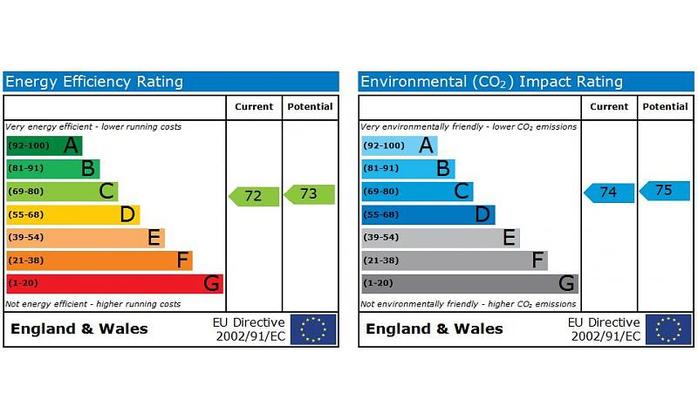 Energy Efficiency Rating
Current Potential
Very energy efficient - lower running costs
(92-100) A
(81-91) B
(69-80) C
72 73
(55-68) D
(39-54) E
(21-38) F
(1-20) G
Not energy efficient - higher running costs
England & Wales
EU Directive
2002/91/EC
Environmental (CO₂) Impact Rating
Current Potential
Very environmentally friendly - lower CO₂ emissions
(92-100) A
(81-91) B
(69-80) C
74 75
(55-68) D
(39-54) E
(21-38) F
(1-20) G
Not environmentally friendly - higher CO₂ emissions
England & Wales
EU Directive
2002/91/EC